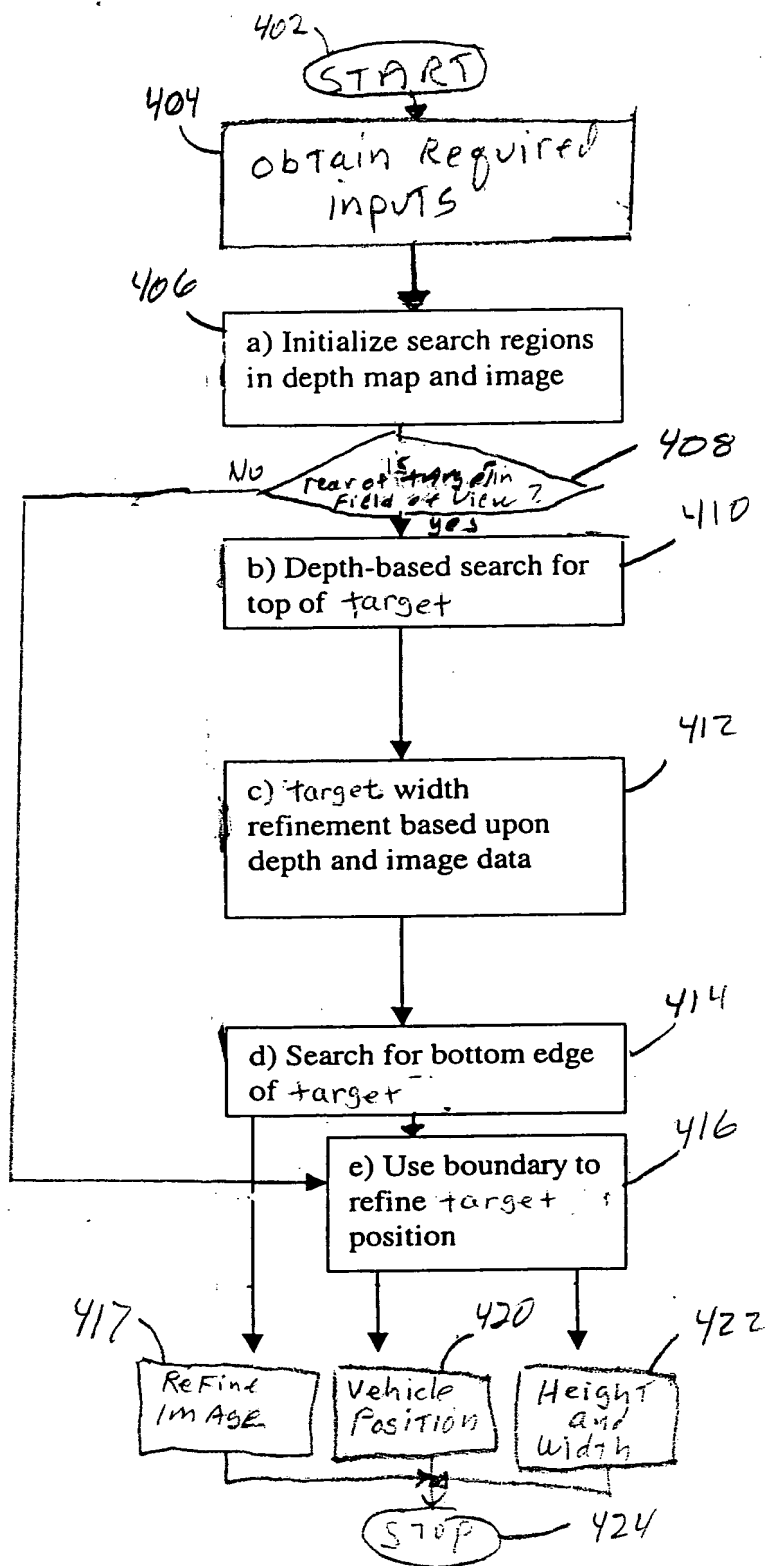 402
START
404
Obtain Required
inputs
406
a) Initialize search regions
in depth map and image
408
No
is
rear of target in
Field of View?
yes
410
b) Depth-based search for
top of target
412
c) target width
refinement based upon
depth and image data
414
d) Search for bottom edge
of target
416
e) Use boundary to
refine target
position
417
ReFine
IMAGE
420
Vehicle
Position
422
Height
and
Width
STOP
424